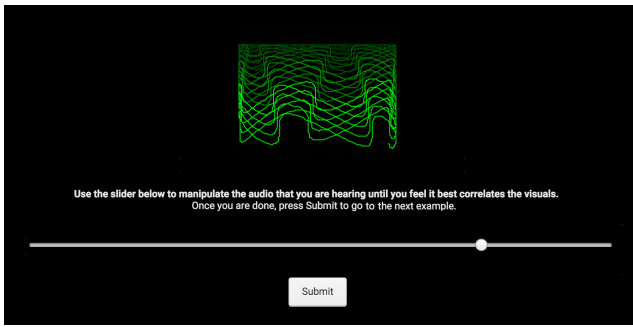 Use the slider below to manipulate the audio that you are hearing until you feel it best correlates the visuals.
Once you are done, press Submit to go to the next example.
Submit